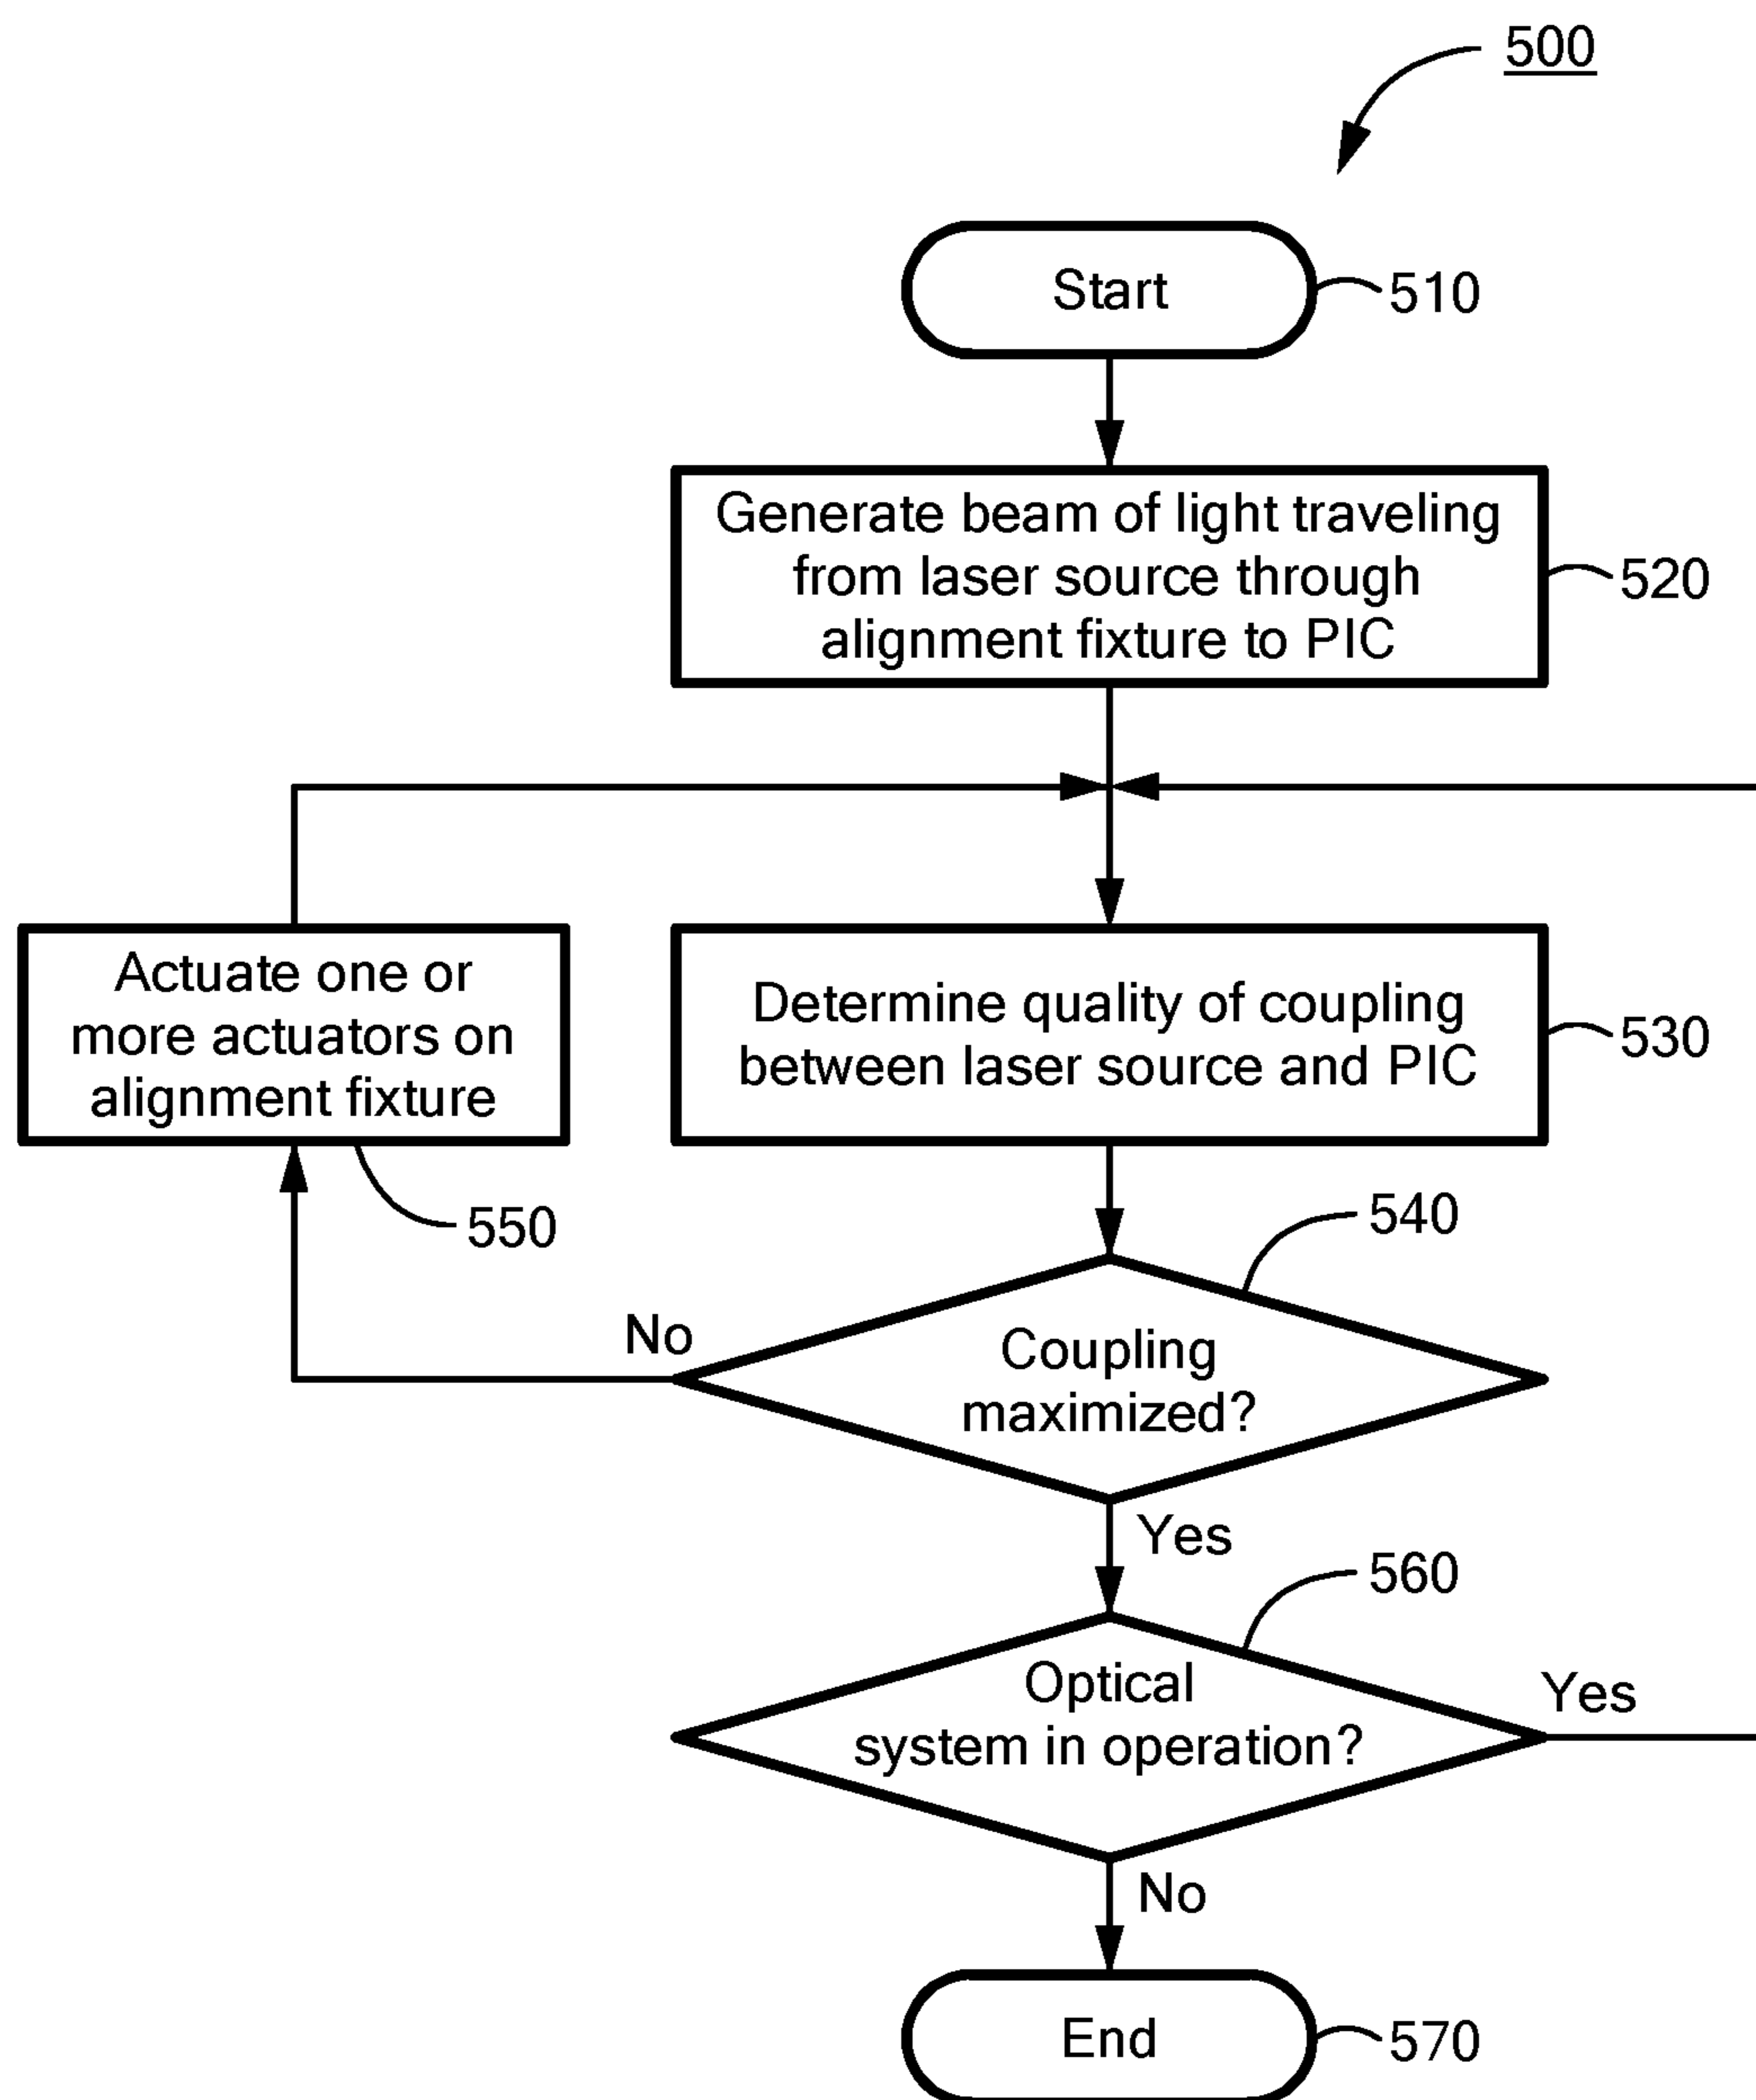 500
Start
510
Generate beam of light traveling
from laser source through
alignment fixture to PIC
520
Actuate one or
more actuators on
alignment fixture
550
Determine quality of coupling
between laser source and PIC
530
540
Coupling
maximized?
No
Yes
560
Optical
system in operation?
Yes
No
End
570